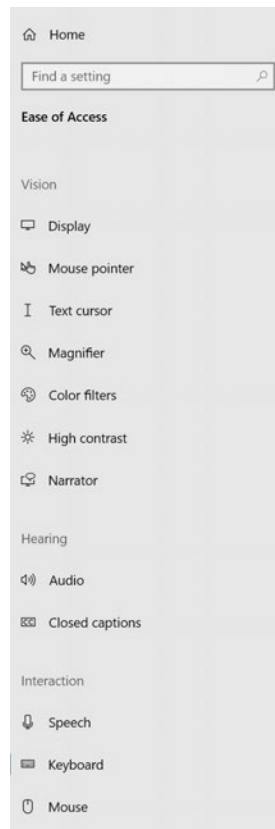 Home
Find a setting
Ease of Access
Vision
Display
Mouse pointer
Text cursor
Magnifier
Color filters
High contrast
Narrator
Hearing
Audio
Closed captions
Interaction
Speech
Keyboard
Mouse